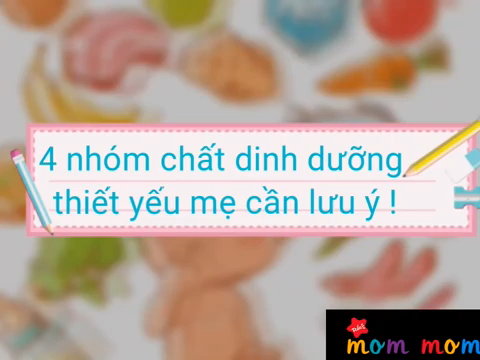 4 nhóm chất dinh dưỡng
thiết yếu mẹ cần lưu ý !
mom mom